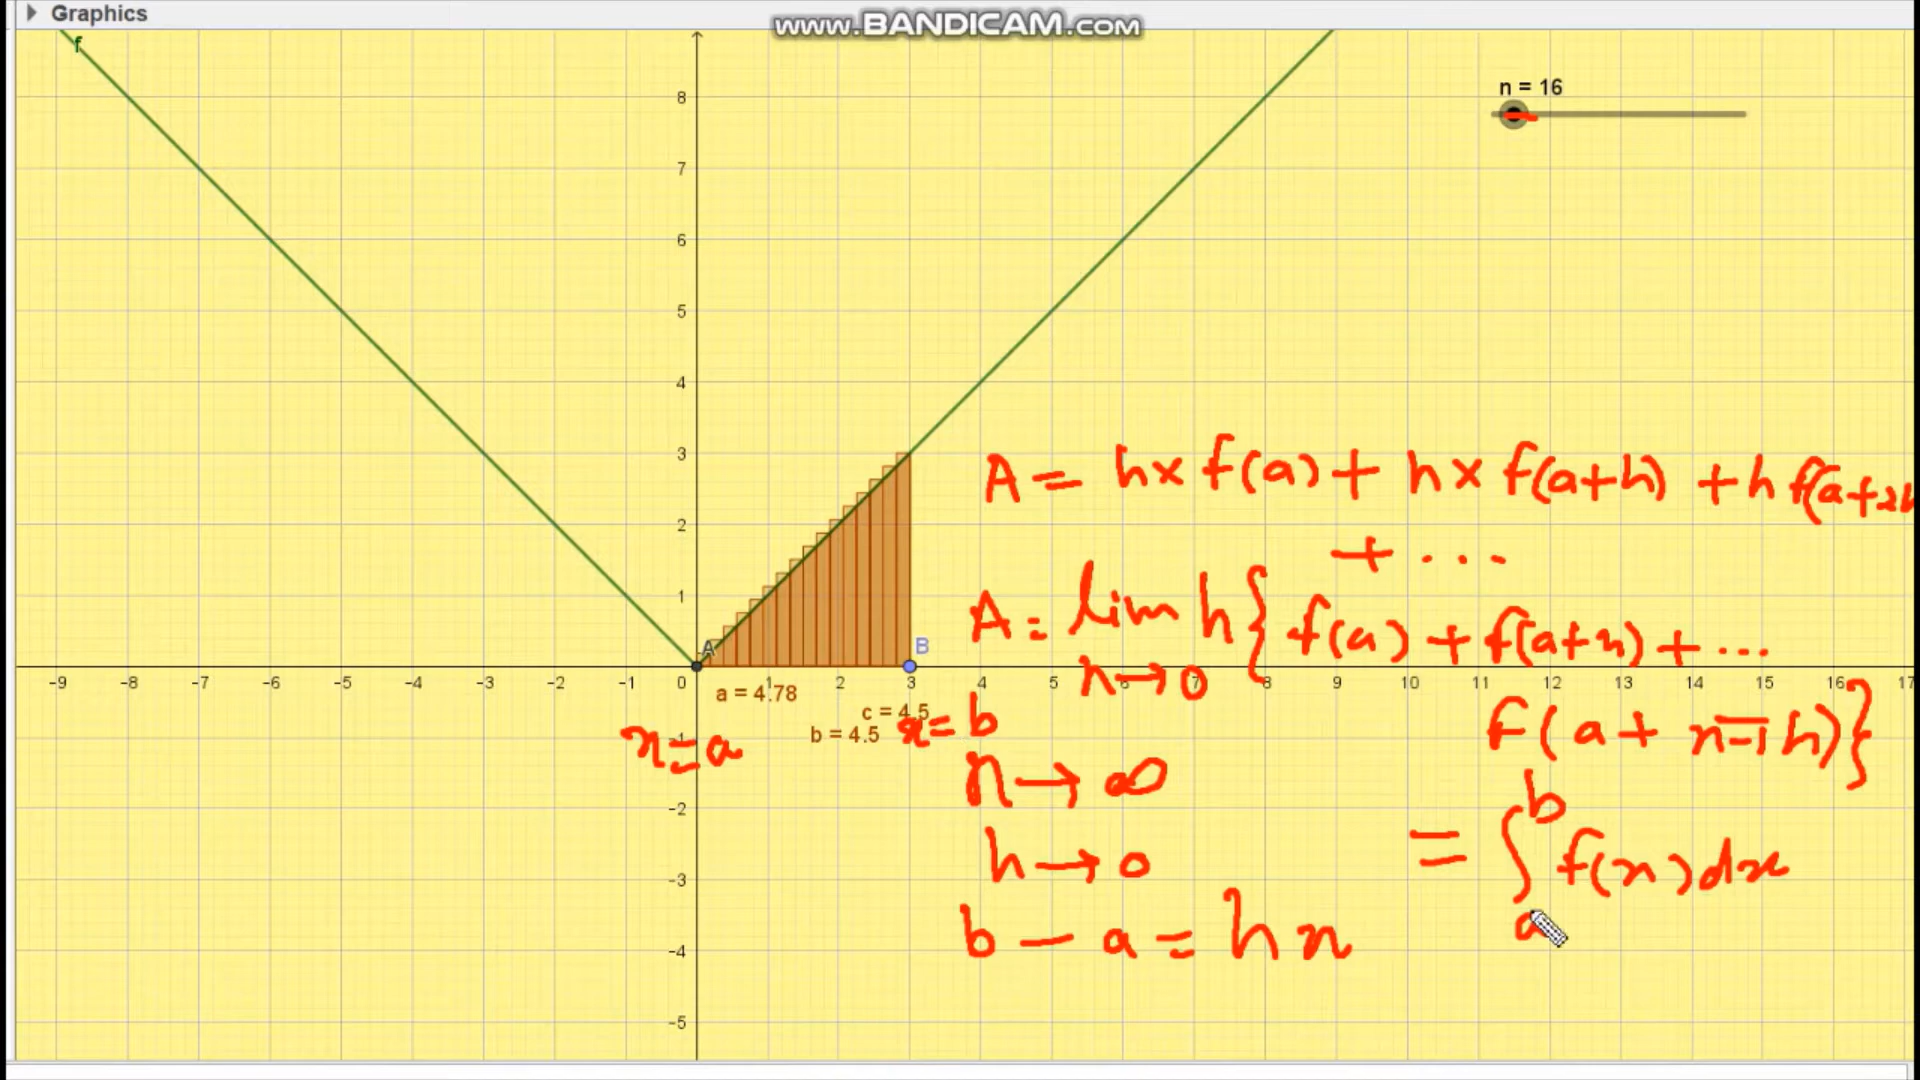 Graphics
www.BANDICAM.com
f
n = 16
8
7
6
5
4
3
2
1
A = h x f(a) + h x f(a+h) + h f(a+2h
+ ...
A = lim h { f(a) + f(a+h) + ...
h → 0
A
B
-9 -8 -7 -6 -5 -4 -3 -2 -1 0 2 3 4 5 6 7 8 9 10 11 12 13 14 15 16 17
a = 4.78
c = 4.5
b = 4.5
x = a
x = b
f(a + n-1 h)}
n → ∞
-1
-2
= ∫ b a f(x) dx
h → 0
-3
b - a = h n
-4
-5